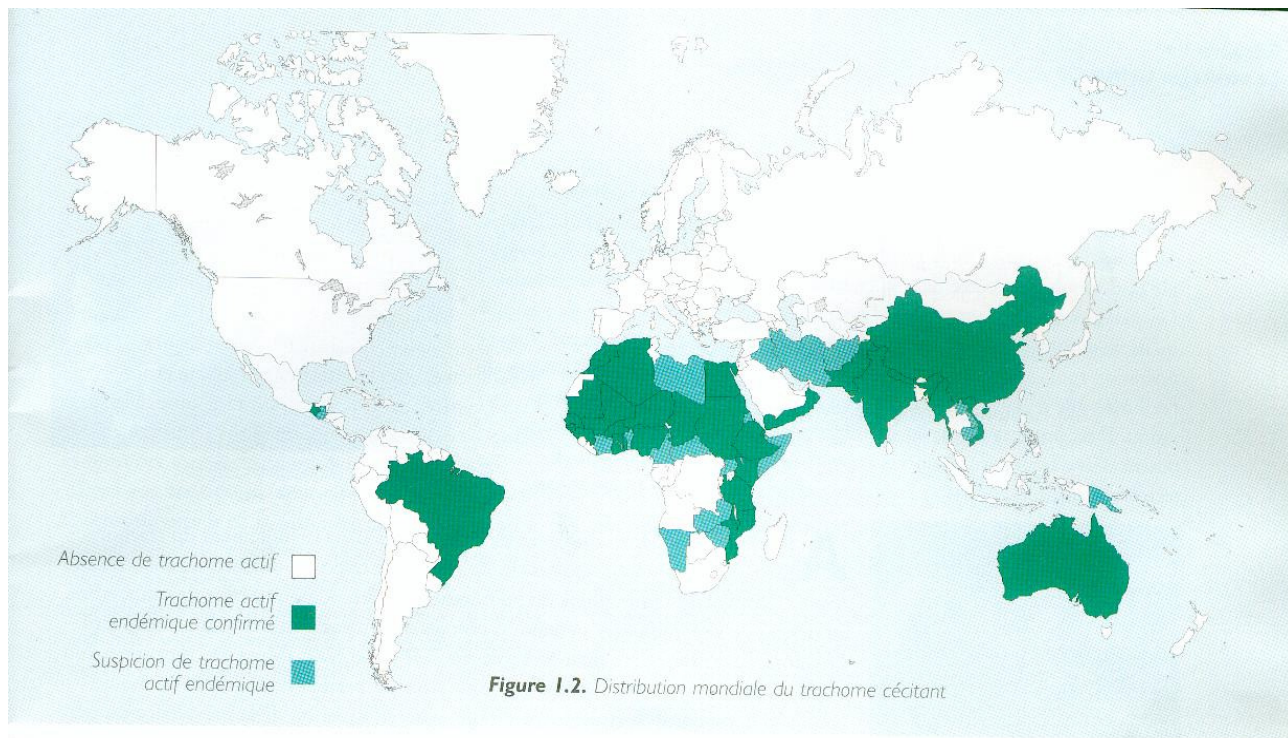 Absence de trachome actif
Trachome actif
endémique confirmé
Suspicion de trachome
actif endémique
Figure 1.2. Distribution mondiale du trachome cécitant